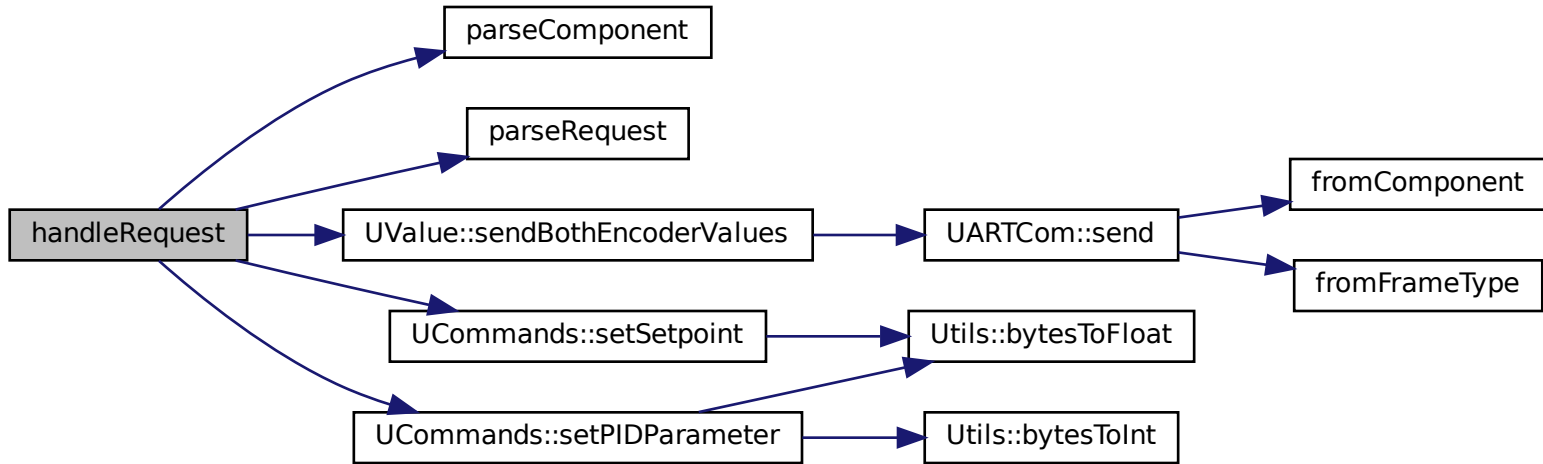 parseComponent
parseRequest
fromComponent
handleRequest
UValue::sendBothEncoderValues
UARTCom::send
fromFrameType
UCommands::setSetpoint
Utils::bytesToFloat
UCommands::setPIDParameter
Utils::bytesToInt